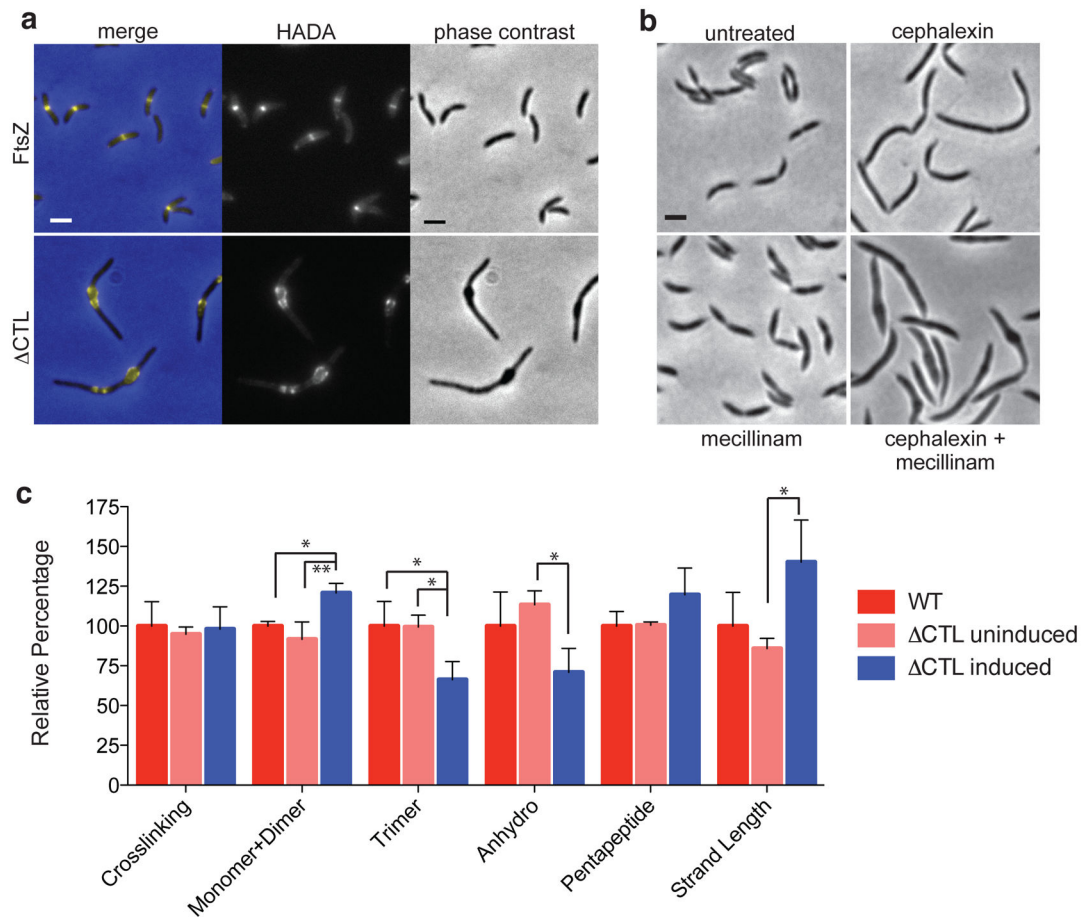 a
merge HADA phase contrast
FtsZ
ΔCTL
b
untreated cephalexin
mecillinam cephalexin +
mecillinam
c
Relative Percentage
175
150
125
100
75
50
25
0
* ** * * * *
Crosslinking
Monomer+Dimer
Trimer
Anhydro
Pentapeptide
Strand Length
WT
ΔCTL uninduced
ΔCTL induced